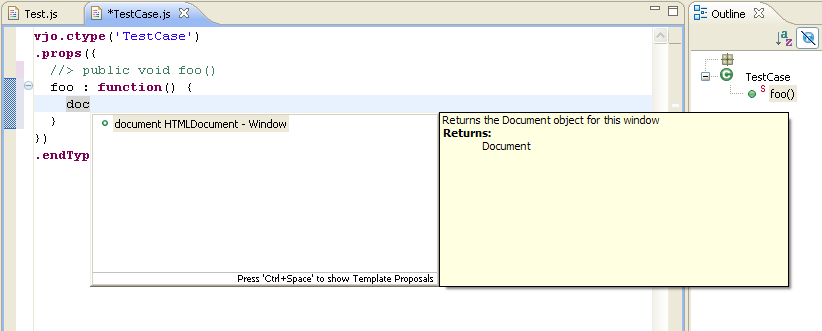 Test.js
*TestCase.js
Outline
vjo.ctype('TestCase')
.props({
//> public void foo()
foo : function() {
doc
}
})
.endTyp
document HTMLDocument - Window
Press 'Ctrl+Space' to show Template Proposals
Returns the Document object for this window
Returns:
Document
a
z
TestCase
C
S
foo()